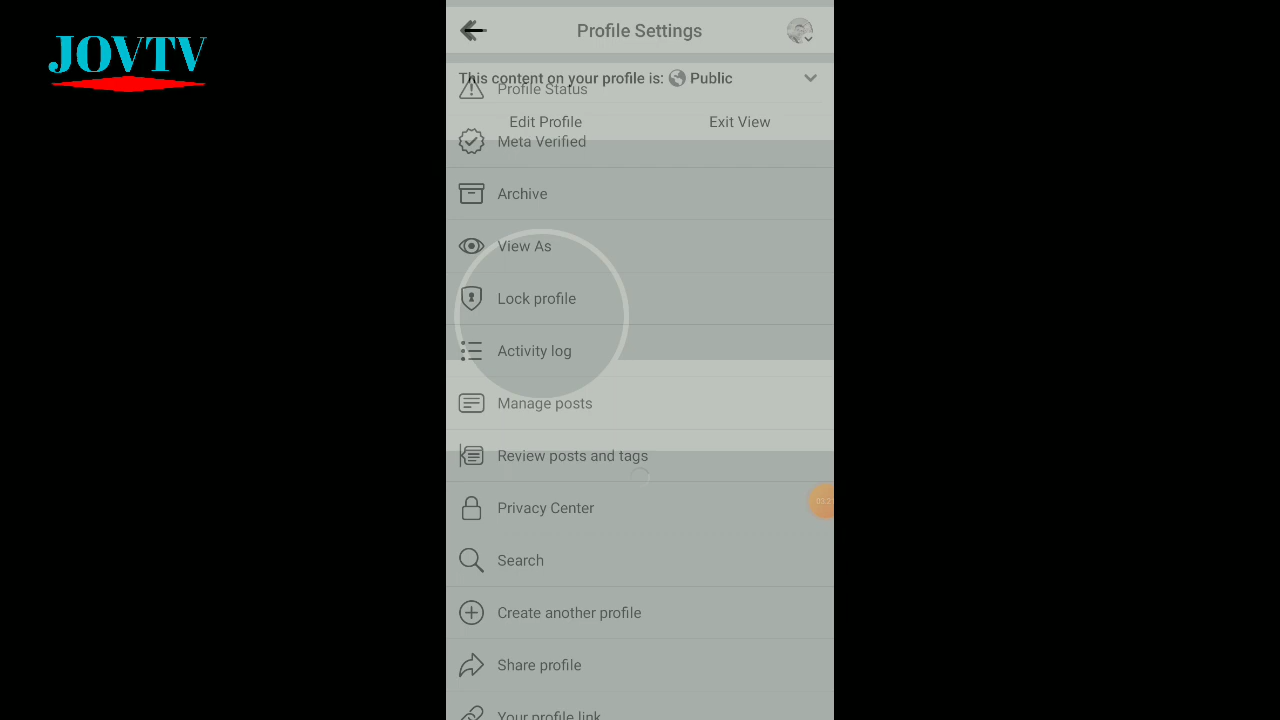 JOVTV
Profile Settings
This content on your profile is: Public
Profile Status
Edit Profile
Exit View
Meta Verified
Archive
View As
Lock profile
Activity log
Manage posts
Review posts and tags
Privacy Center
Search
Create another profile
Share profile
Your profile link